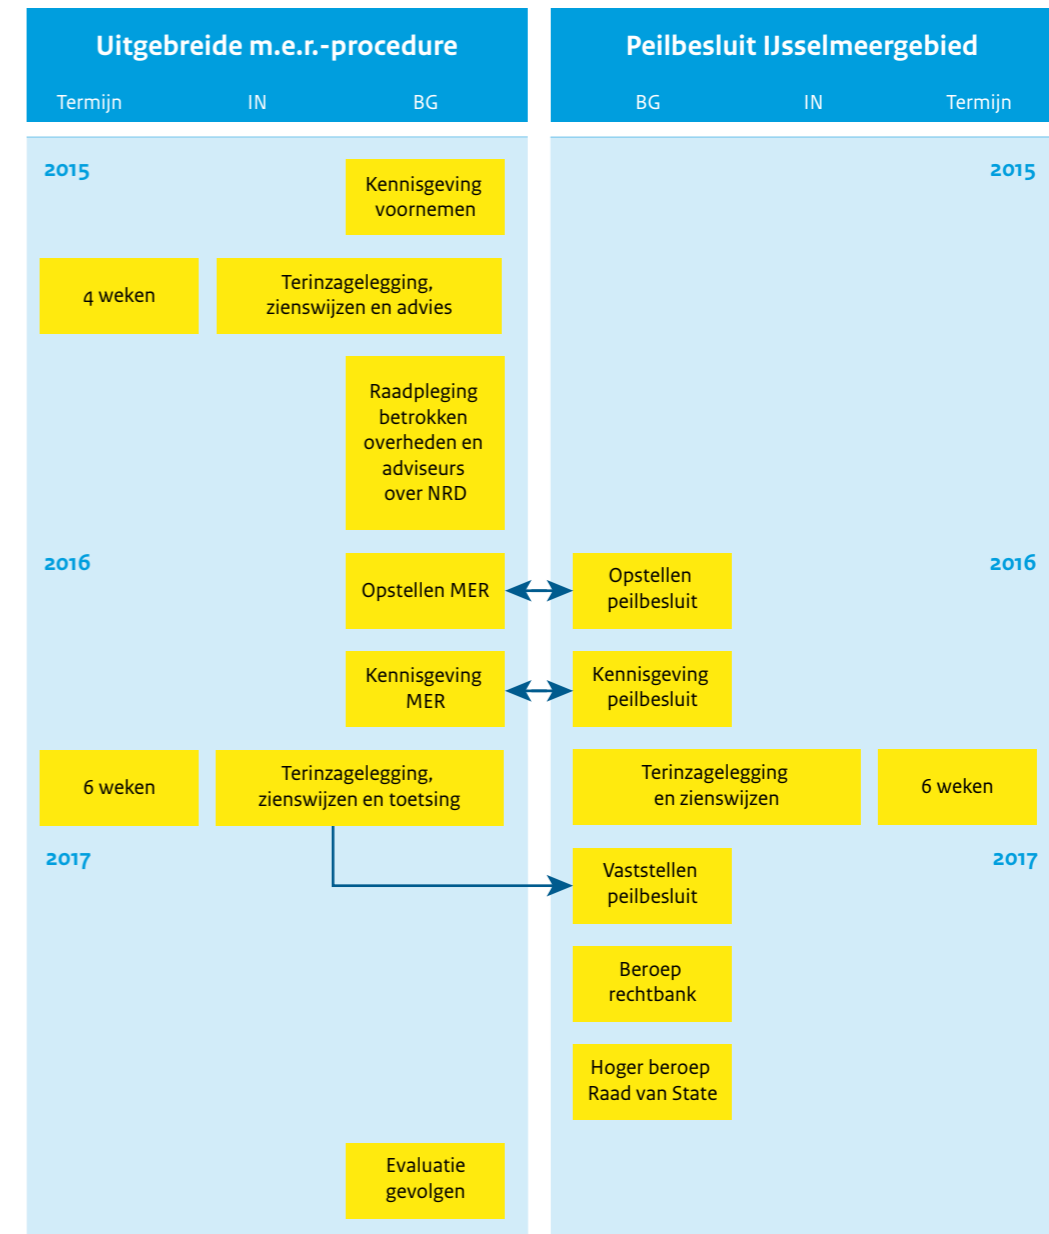 Uitgebreide m.e.r.-procedure
Termijn IN BG
Peilbesluit IJsselmeergebied
BG IN Termijn
2015
2015
Kennisgeving
voornemen
4 weken
Terinzagelegging,
zienswijzen en advies
Raadpleging
betrokken
overheden en
adviseurs
over NRD
2016
2016
Opstellen MER
Opstellen
peilbesluit
Kennisgeving
MER
Kennisgeving
peilbesluit
6 weken
Terinzagelegging,
zienswijzen en toetsing
Terinzagelegging
en zienswijzen
6 weken
2017
2017
Vaststellen
peilbesluit
Beroep
rechtbank
Hoger beroep
Raad van State
Evaluatie
gevolgen